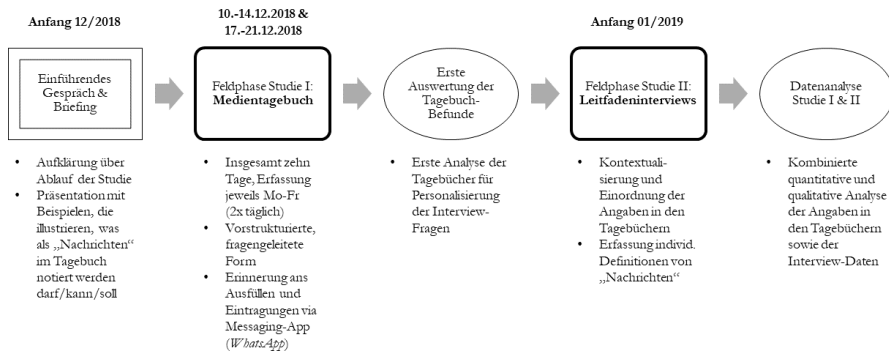 Anfang 12/2018
10.-14.12.2018 &
17.-21.12.2018
Anfang 01/2019
Einführendes
Gespräch &
Briefing
Feldphase Studie I:
Medientagebuch
Erste
Auswertung der
Tagebuch-
Befunde
Feldphase Studie II:
Leitfadeninterviews
Datenanalyse
Studie I & II
• Aufklärung über
Ablauf der Studie
• Präsentation mit
Beispielen, die
illustrieren, was
als „Nachrichten“
im Tagebuch
notiert werden
darf/kann/soll
• Insgesamt zehn
Tage, Erfassung
jeweils Mo-Fr
(2x täglich)
• Vorstrukturierte,
fragengeleitete
Form
• Erinnerung ans
Ausfüllen und
Eintragungen via
Messaging-App
(WhatsApp)
• Erste Analyse der
Tagebücher für
Personalisierung
der Interview-
Fragen
• Kontextuali-
sierung und
Einordnung der
Angaben in den
Tagebüchern
• Erfassung individ.
Definitionen von
„Nachrichten“
• Kombinierte
quantitative und
qualitative Analyse
der Angaben in
den Tagebüchern
sowie der
Interview-Daten